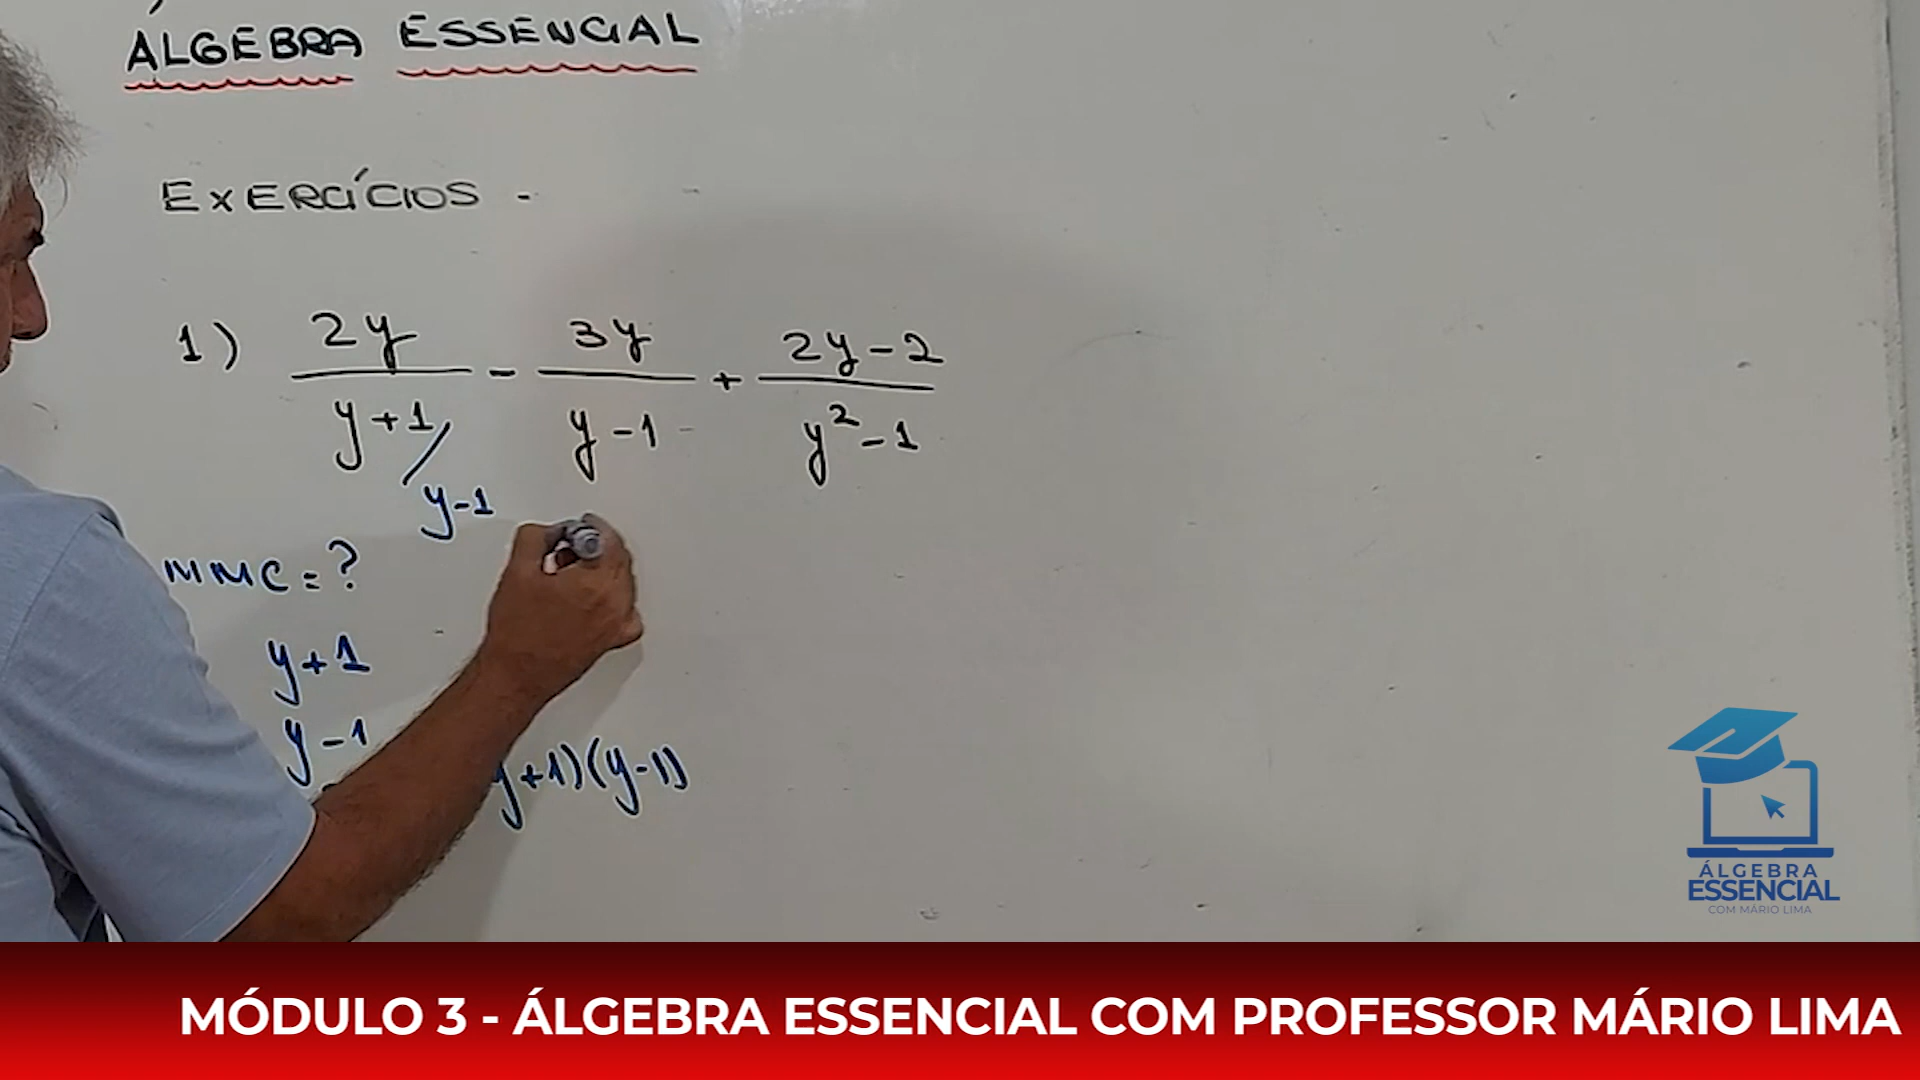 ÁLGEBRA ESSENCIAL
EXERCÍCIOS -
1) 2y/y+1 - 3y/y-1 + 2y-2/y²-1
y-1
MMC = ?
y+1
y-1
y+1)(y-1)
ÁLGEBRA
ESSENCIAL
COM MÁRIO LIMA
MÓDULO 3 - ÁLGEBRA ESSENCIAL COM PROFESSOR MÁRIO LIMA